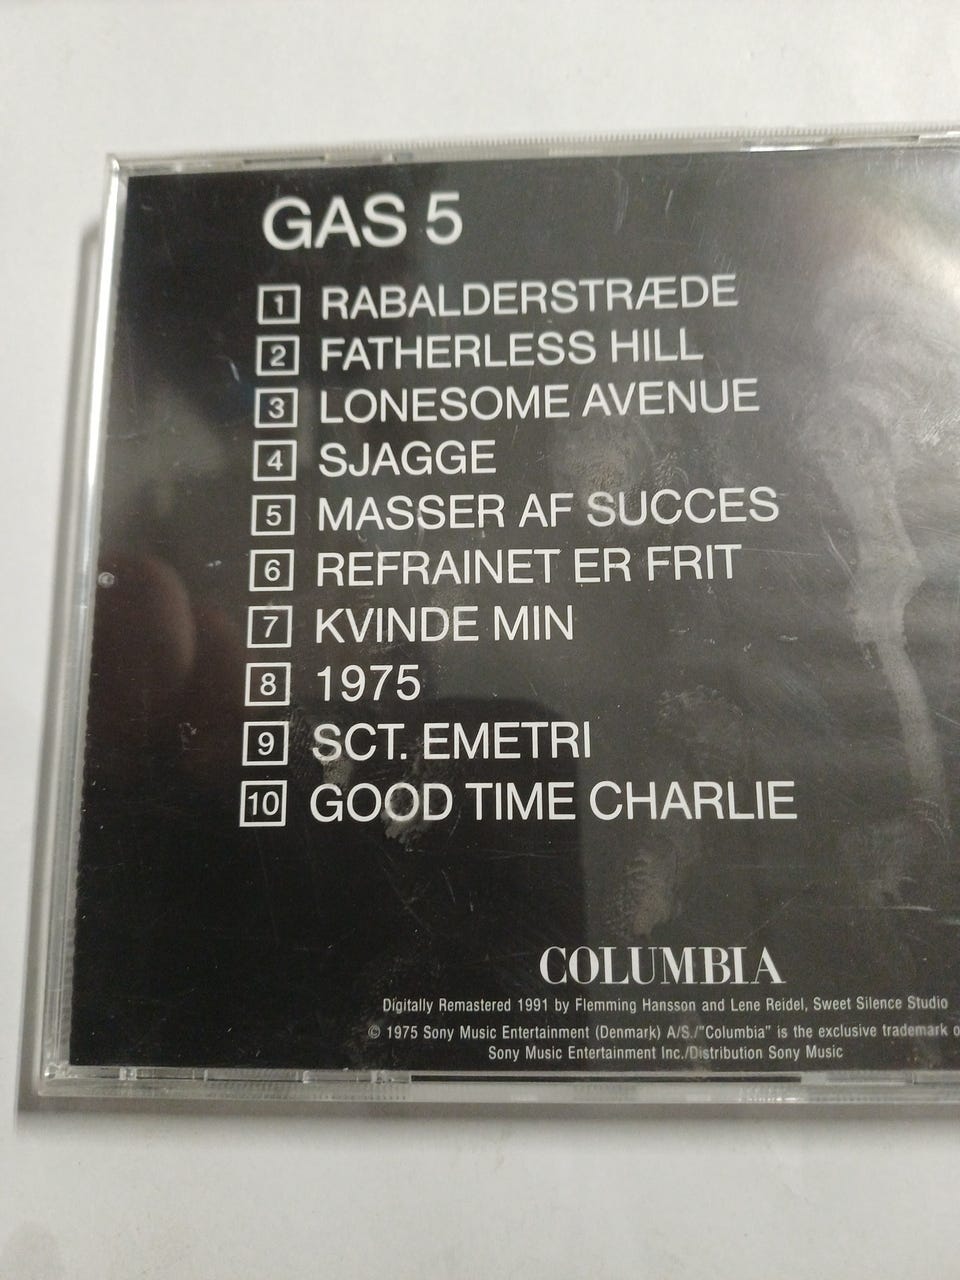 GAS 5
1 RABALDERSTRÆDE
2 FATHERLESS HILL
3 LONESOME AVENUE
4 SJAGGE
5 MASSER AF SUCCES
6 REFRAINET ER FRIT
7 KVINDE MIN
8 1975
9 SCT. EMETRI
10 GOOD TIME CHARLIE
COLUMBIA
Digitally Remastered 1991 by Flemming Hansson and Lene Reidel, Sweet Silence Studio
© 1975 Sony Music Entertainment (Denmark) A/S./"Columbia" is the exclusive trademark
Sony Music Entertainment Inc./Distribution Sony Music